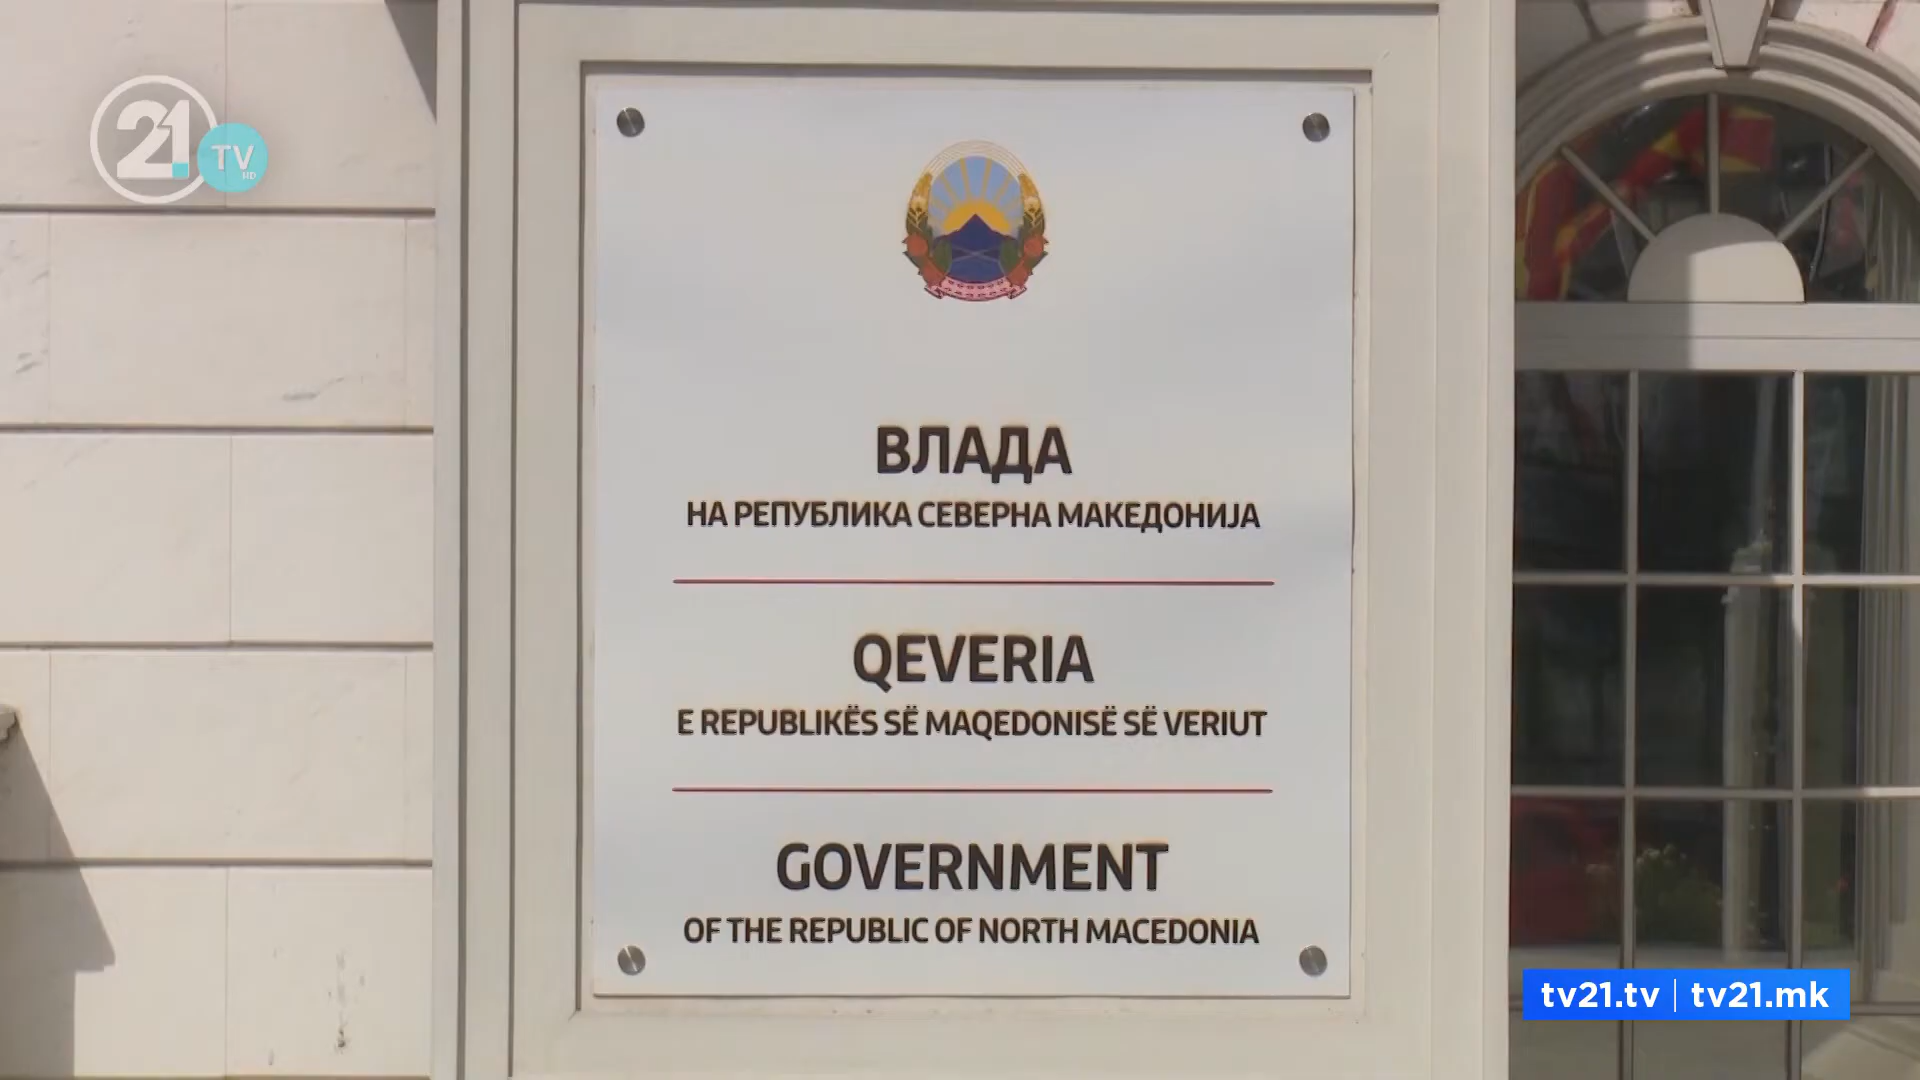 21 TV HD
ВЛАДА
НА РЕПУБЛИКА СЕВЕРНА МАКЕДОНИЈА
QEVERIA
E REPUBLIKËS SË MAQEDONISË SË VERIUT
GOVERNMENT
OF THE REPUBLIC OF NORTH MACEDONIA
tv21.tv | tv21.mk